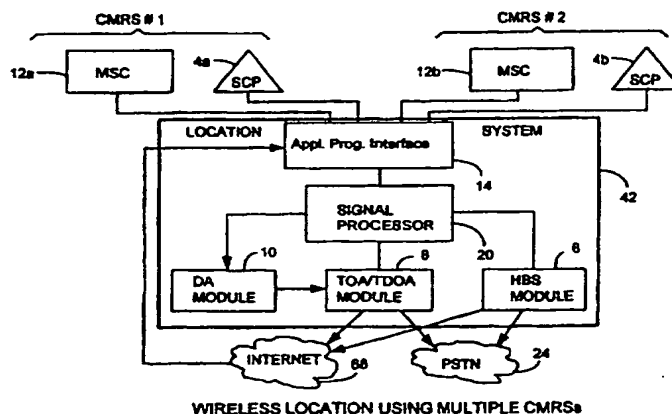 CMRS # 1
CMRS # 2
12a
MSC
4a
SCP
12b
MSC
4b
SCP
LOCATION
SYSTEM
Appl. Prog. Interface
14
42
SIGNAL
PROCESSOR
20
10
DA
MODULE
8
TOA/TDOA
MODULE
6
HBS
MODULE
INTERNET
68
PSTN
24
WIRELESS LOCATION USING MULTIPLE CMRSs